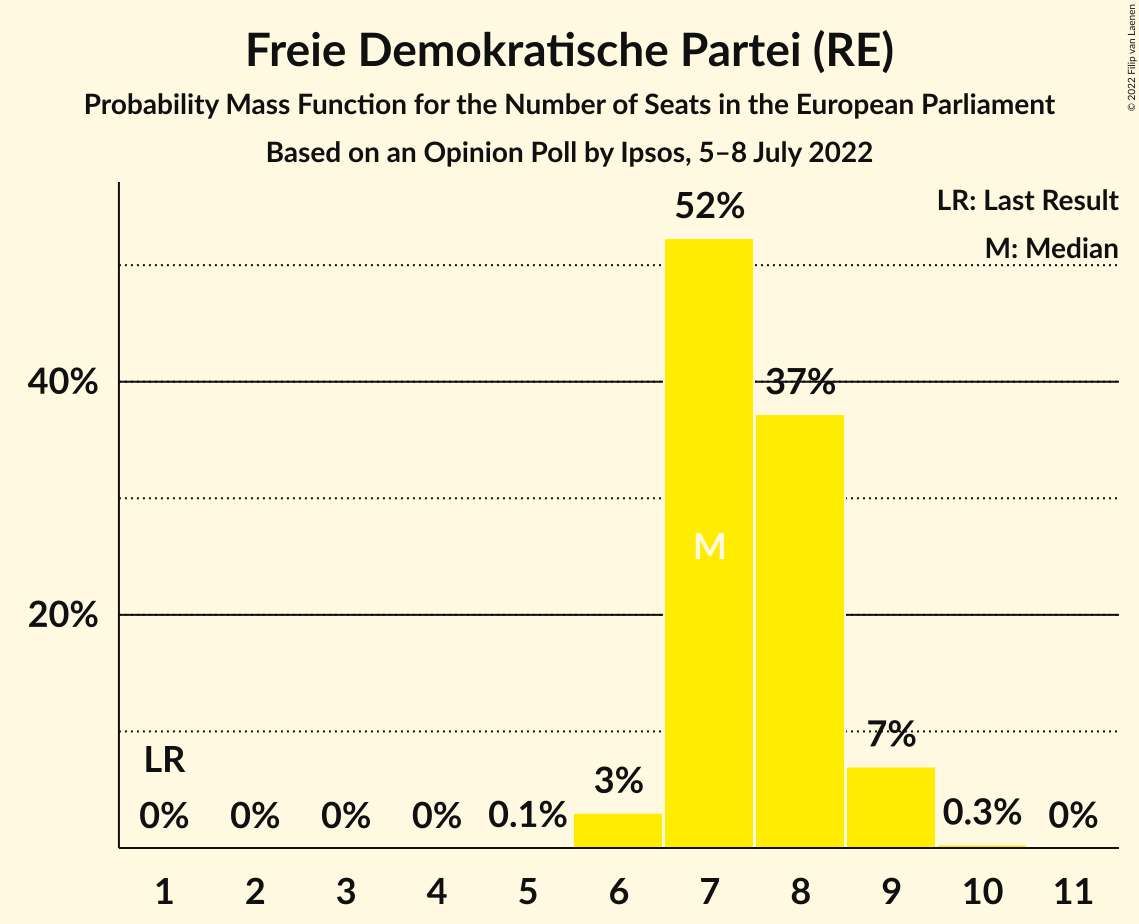 Freie Demokratische Partei (RE)
Probability Mass Function for the Number of Seats in the European Parliament
Based on an Opinion Poll by Ipsos, 5–8 July 2022
© 2022 Filip van Laenen
LR: Last Result
M: Median
52%
40%
37%
M
20%
7%
LR
3%
0% 0% 0% 0% 0.1% 0.3% 0%
1 2 3 4 5 6 7 8 9 10 11